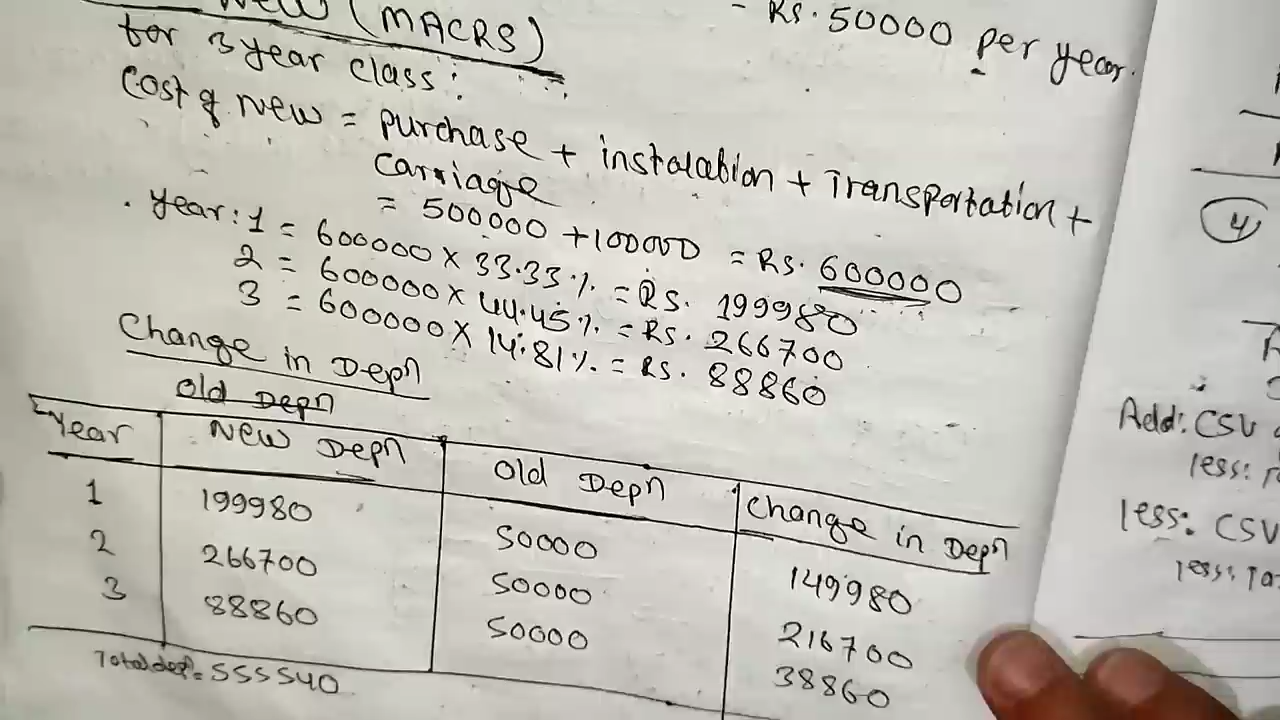 New (MACRS)
- Rs. 50000 per year.
for 3 year class:
Cost of New = purchase + instalation + Transportation +
carriage
= 500000 + 100000 = Rs. 600000
Year: 1 = 600000 x 33.33% = Rs. 199980
2 = 600000 x 44.45% = Rs. 266700
3 = 600000 x 14.81% = Rs. 88860
Change in Depn
Old Depn
Year New Depn Old Depn Change in Depn
1 199980 50000 149980
2 266700 50000 216700
3 88860 50000 38860
Total dep. = 555540
4
Add: CSV
less:
less: CSV
less: